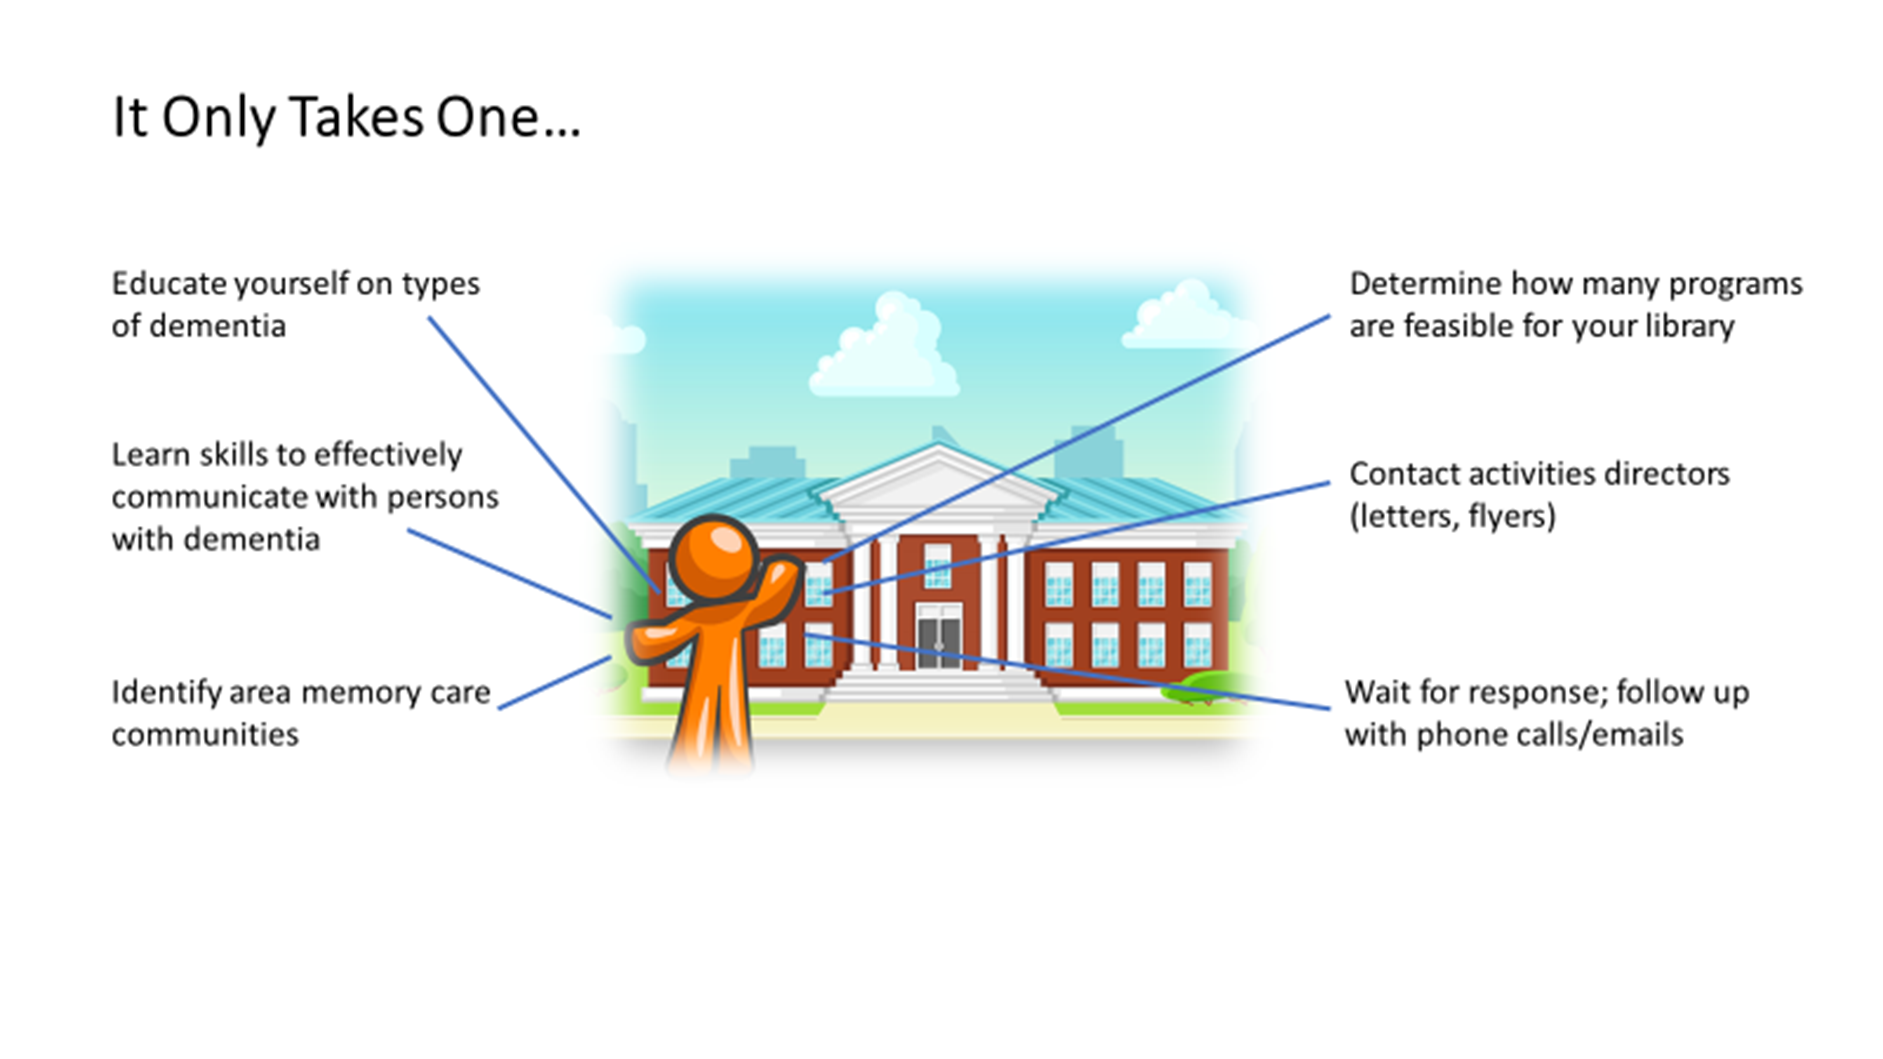 It Only Takes One...
Educate yourself on types
of dementia
Learn skills to effectively
communicate with persons
with dementia
Identify area memory care
communities
Determine how many programs
are feasible for your library
Contact activities directors
(letters, flyers)
Wait for response; follow up
with phone calls/emails